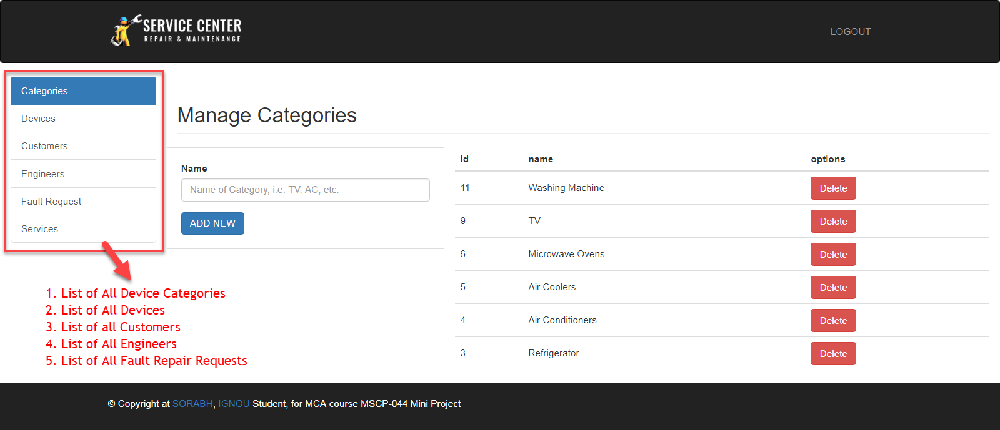 SERVICE CENTER
REPAIR & MAINTENANCE
LOGOUT
Categories
Devices
Customers
Engineers
Fault Request
Services
1. List of All Device Categories
2. List of All Devices
3. List of all Customers
4. List of All Engineers
5. List of All Fault Repair Requests
Manage Categories
Name
Name of Category, i.e. TV, AC, etc.
ADD NEW
id name options
11 Washing Machine Delete
9 TV Delete
6 Microwave Ovens Delete
5 Air Coolers Delete
4 Air Conditioners Delete
3 Refrigerator Delete
© Copyright at SORABH, IGNOU Student, for MCA course MSCP-044 Mini Project